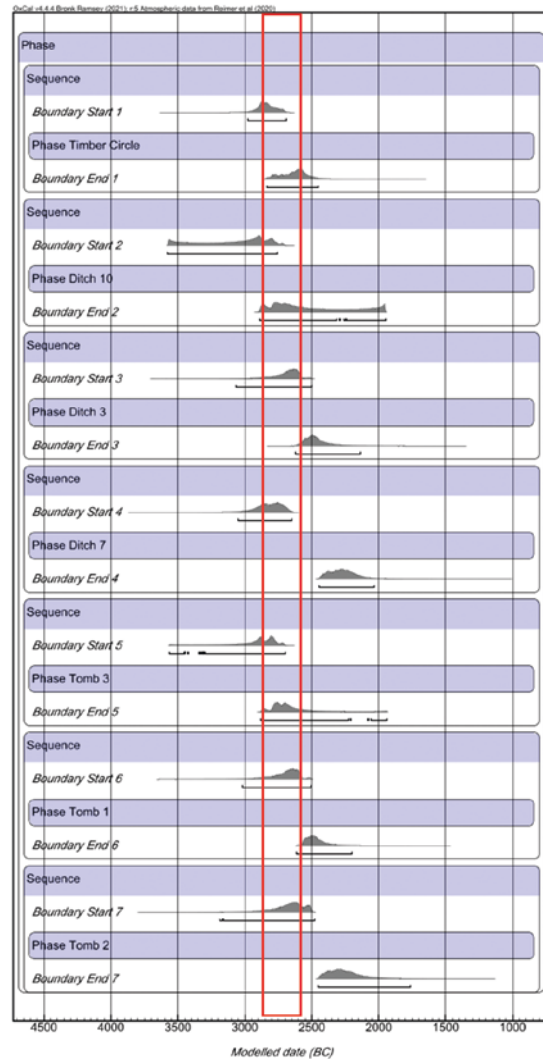 OxCal v4.4.4 Bronk Ramsey (2021); r:5 Atmospheric data from Reimer et al (2020)
Phase
Sequence
Boundary Start 1
Phase Timber Circle
Boundary End 1
Sequence
Boundary Start 2
Phase Ditch 10
Boundary End 2
Sequence
Boundary Start 3
Phase Ditch 3
Boundary End 3
Sequence
Boundary Start 4
Phase Ditch 7
Boundary End 4
Sequence
Boundary Start 5
Phase Tomb 3
Boundary End 5
Sequence
Boundary Start 6
Phase Tomb 1
Boundary End 6
Sequence
Boundary Start 7
Phase Tomb 2
Boundary End 7
4500 4000 3500 3000 2500 2000 1500 1000
Modelled date (BC)